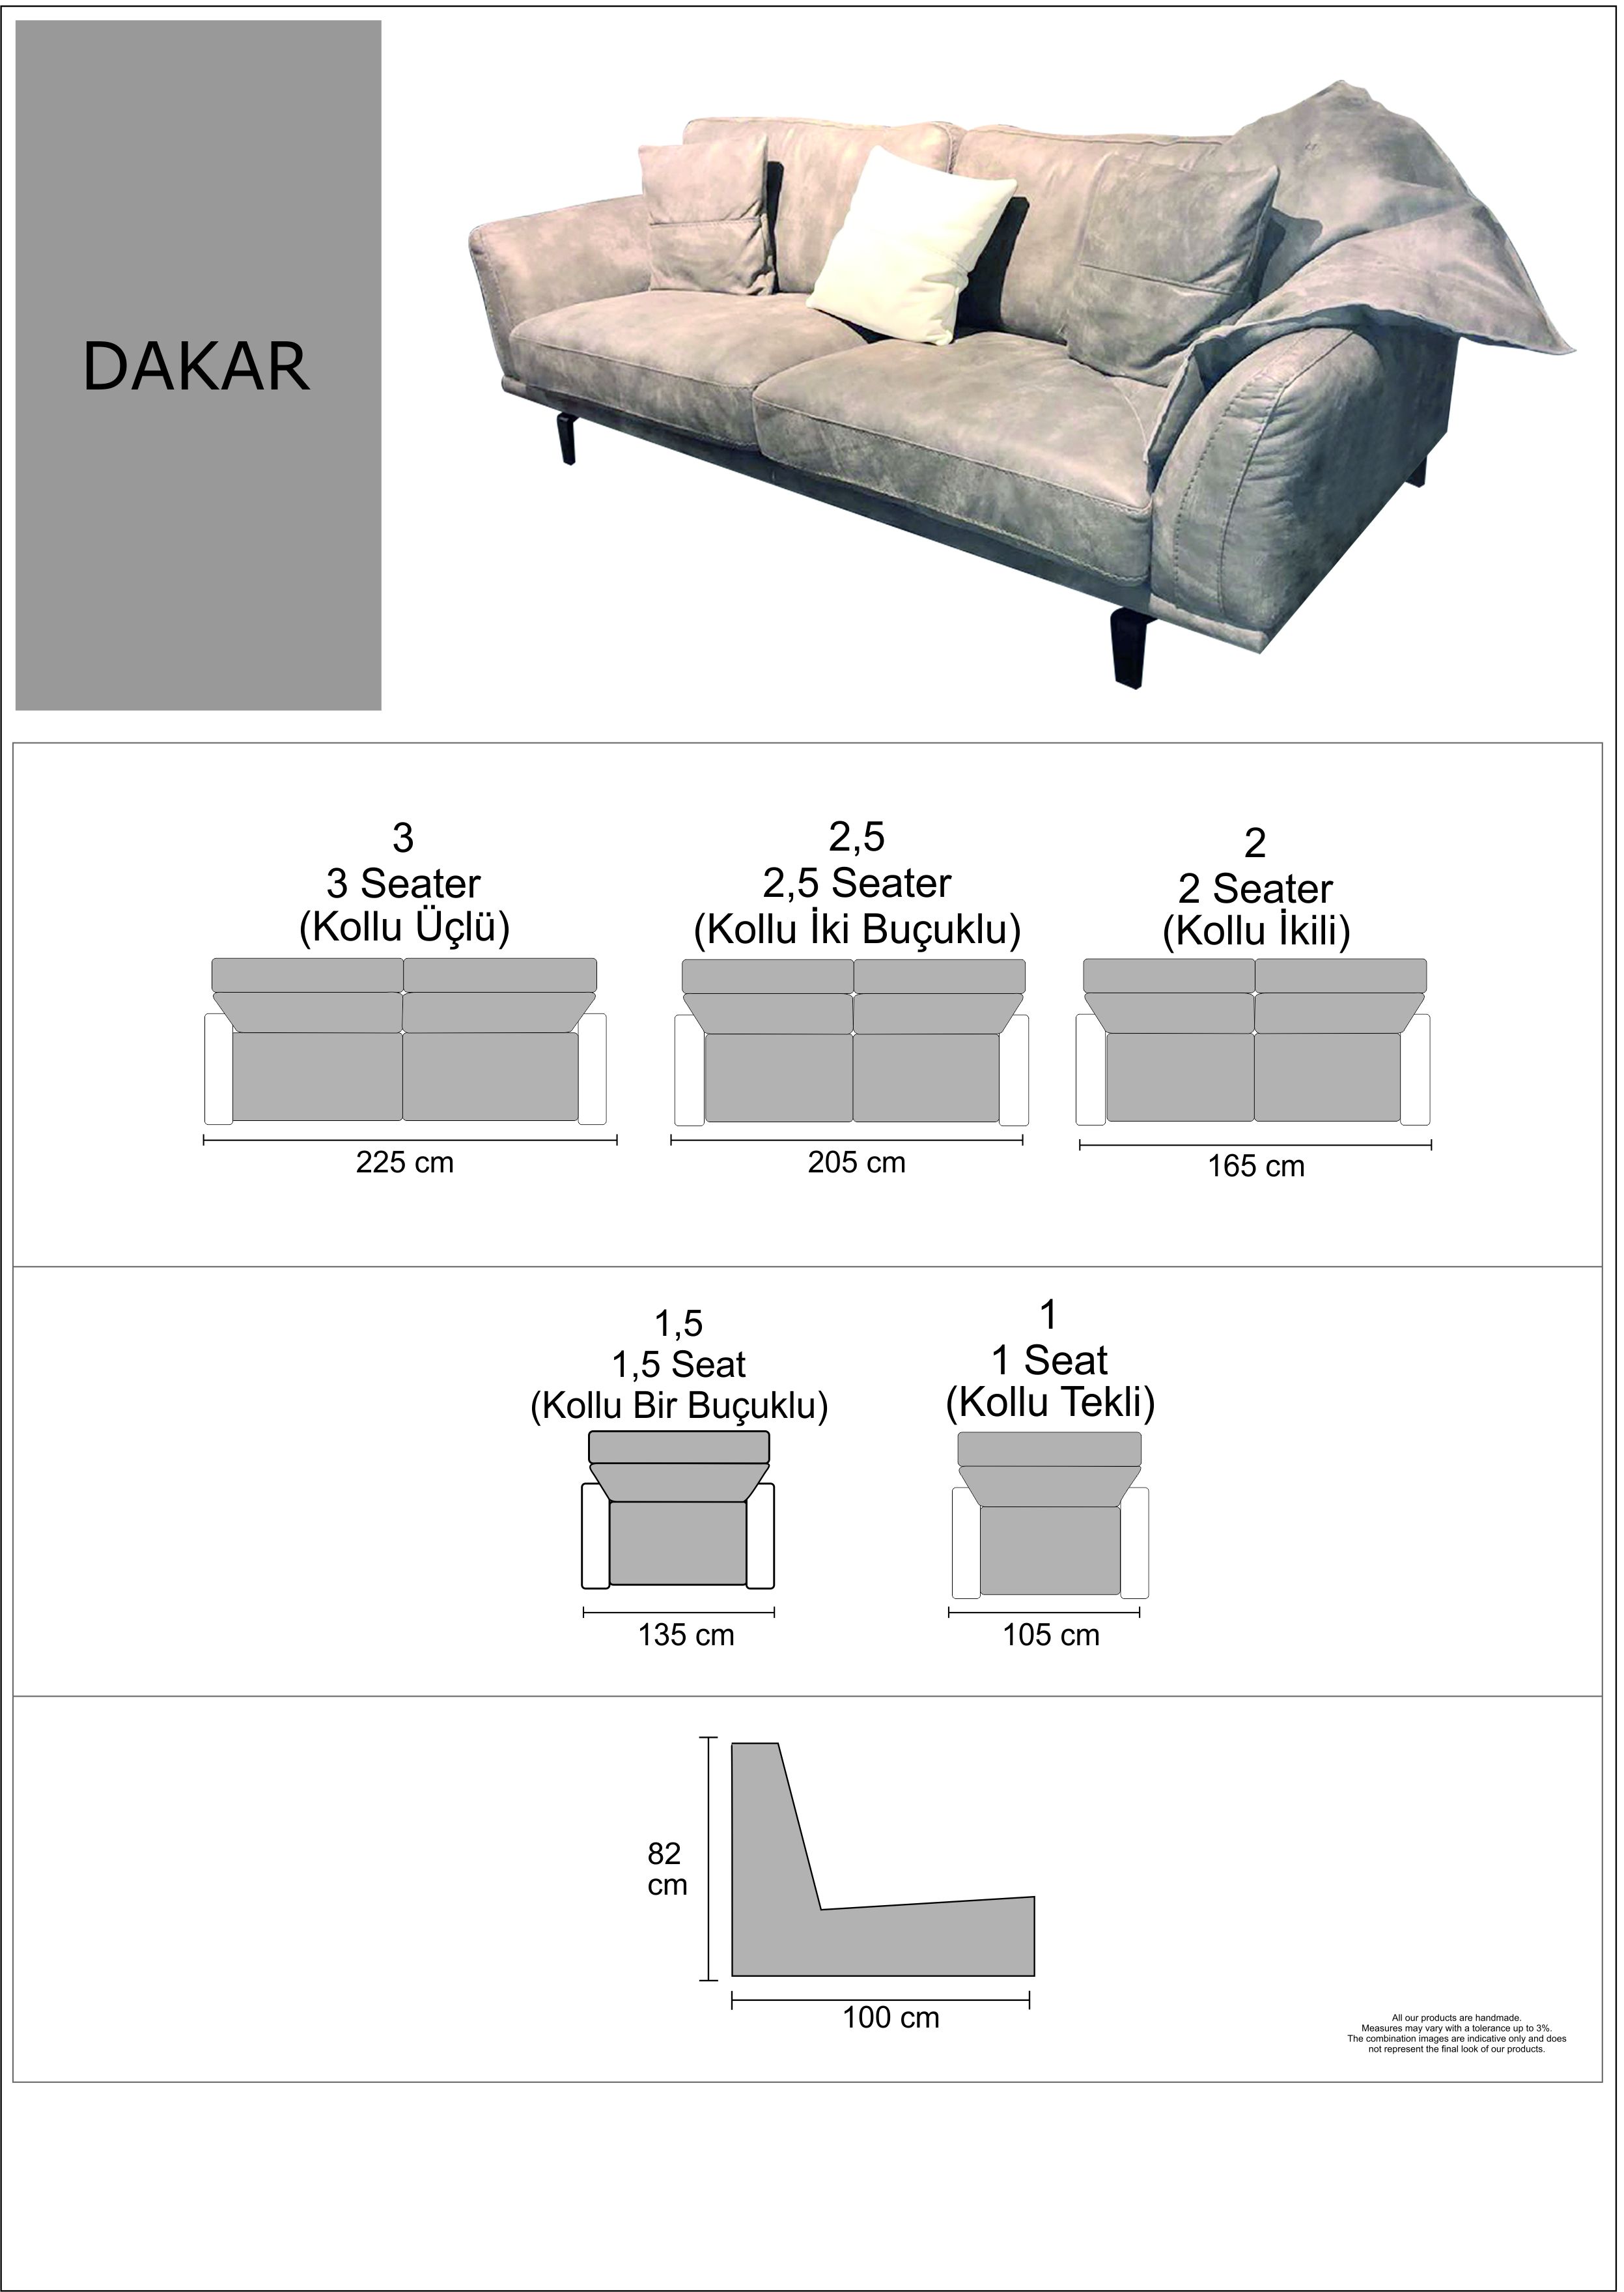 DAKAR
3
3 Seater
(Kollu Üçlü)
225 cm
2,5
2,5 Seater
(Kollu İki Buçuklu)
205 cm
2
2 Seater
(Kollu İkili)
165 cm
1,5
1,5 Seat
(Kollu Bir Buçuklu)
135 cm
1
1 Seat
(Kollu Tekli)
105 cm
82
cm
100 cm
All our products are handmade.
Measures may vary with a tolerance up to 3%.
The combination images are indicative only and does
not represent the final look of our products.